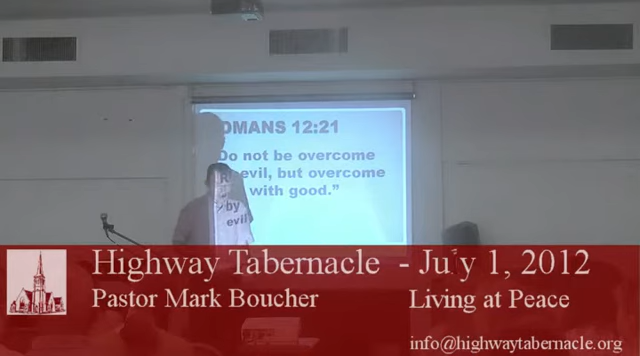 OMANS 12:21
Do not be overcome
evil, but overcome
with good."
by
evil
Highway Tabernacle - July 1, 2012
Pastor Mark Boucher
Living at Peace
info@highwaytabernacle.org